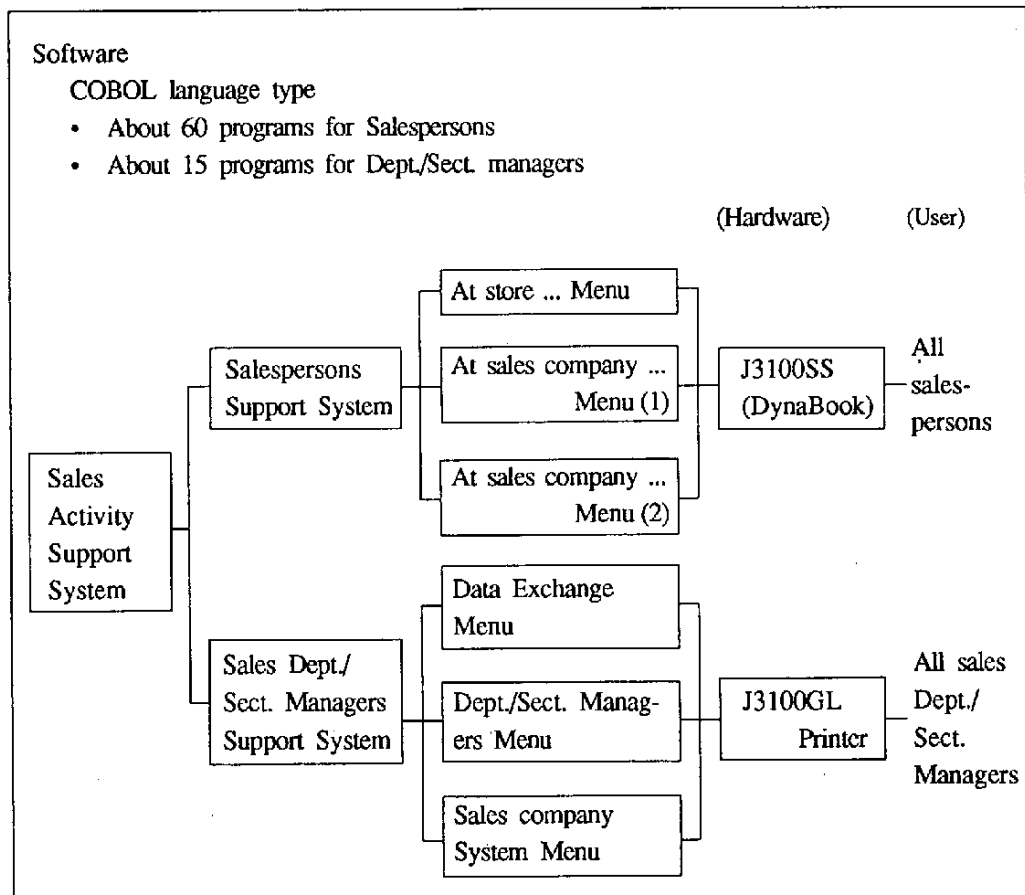 Software
COBOL language type
• About 60 programs for Salespersons
• About 15 programs for Dept./Sect. managers
(Hardware) (User)
At store ... Menu
Salespersons
Support System
At sales company ...
Menu (1)
J3100SS
(DynaBook)
All
sales-
persons
At sales company ...
Menu (2)
Sales
Activity
Support
System
Data Exchange
Menu
Sales Dept./
Sect. Managers
Support System
Dept./Sect. Manag-
ers Menu
J3100GL
Printer
All sales
Dept./
Sect.
Managers
Sales company
System Menu